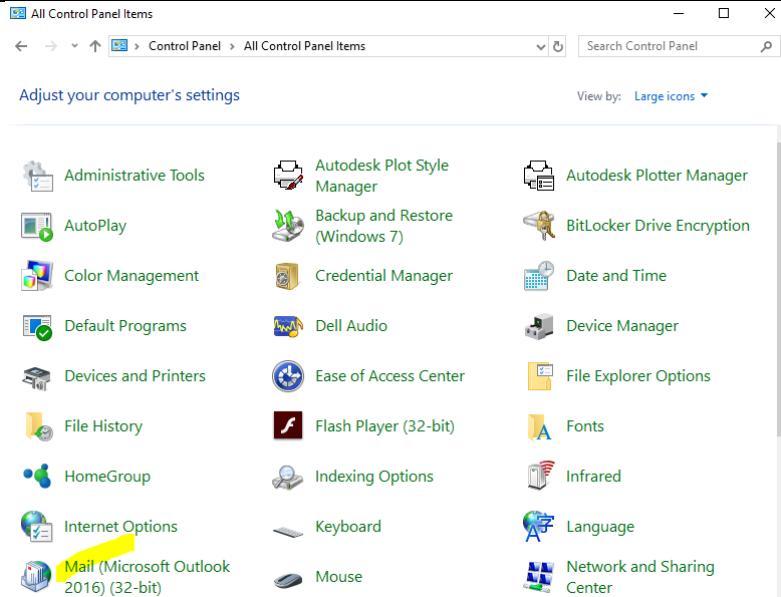 All Control Panel Items
Control Panel > All Control Panel Items
Search Control Panel
Adjust your computer's settings
View by: Large icons
Administrative Tools
Autodesk Plot Style
Manager
Autodesk Plotter Manager
AutoPlay
Backup and Restore
(Windows 7)
BitLocker Drive Encryption
Color Management
Credential Manager
Date and Time
Default Programs
Dell Audio
Device Manager
Devices and Printers
Ease of Access Center
File Explorer Options
File History
Flash Player (32-bit)
Fonts
HomeGroup
Indexing Options
Infrared
Internet Options
Keyboard
Language
Mail (Microsoft Outlook
2016) (32-bit)
Mouse
Network and Sharing
Center